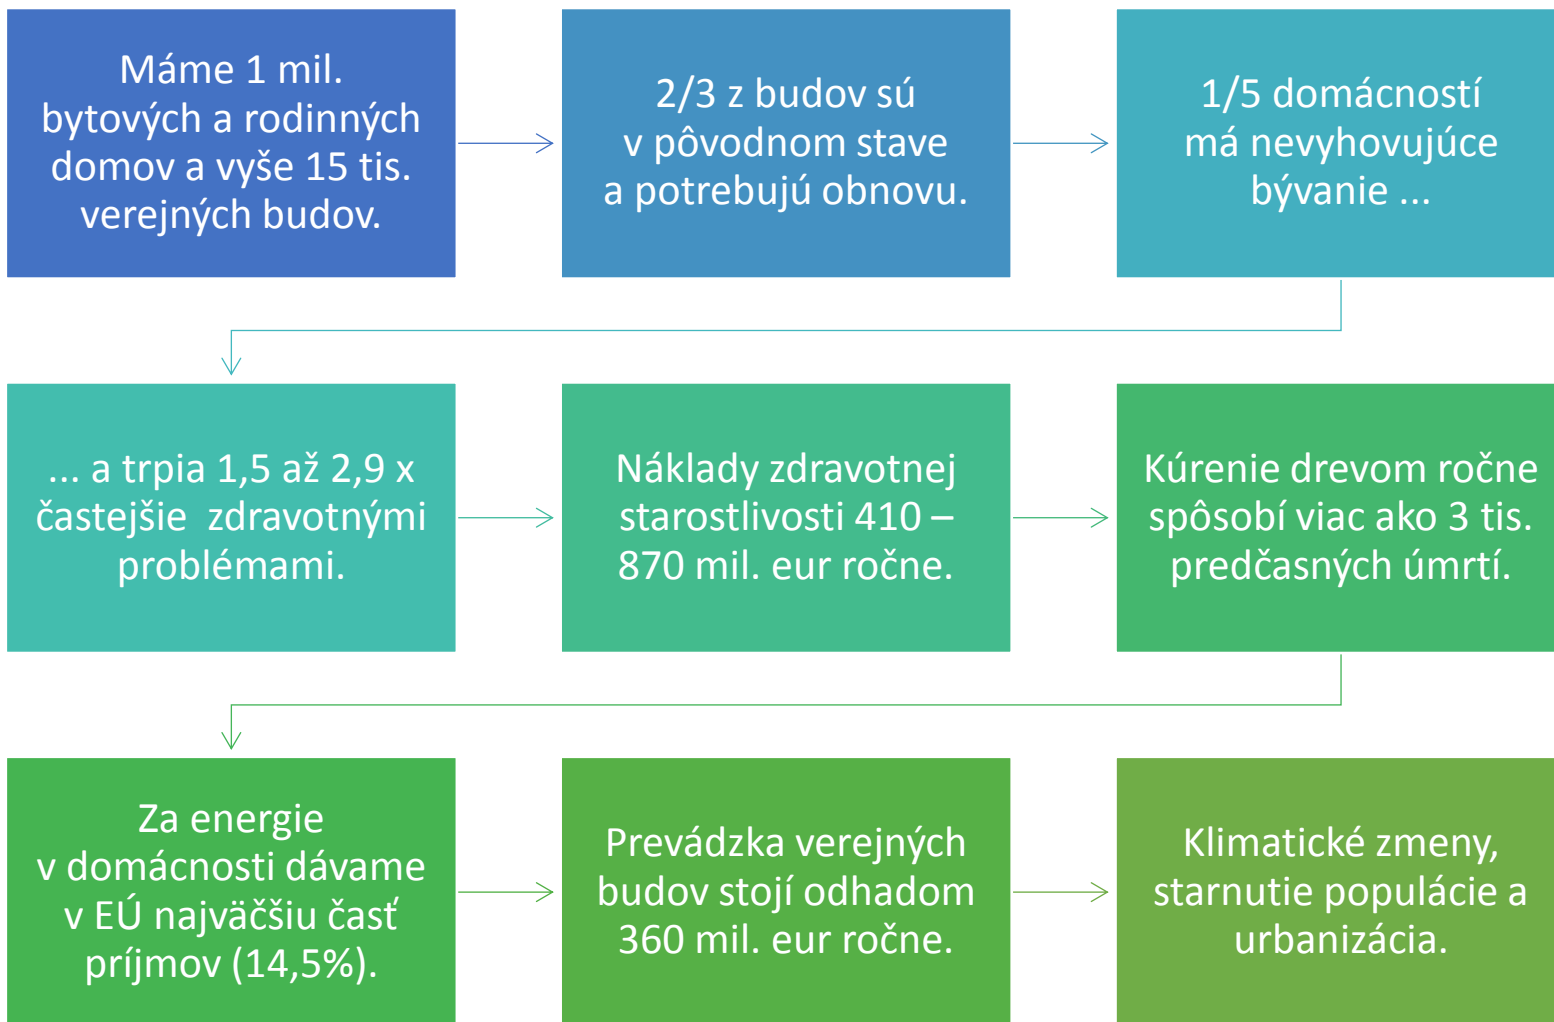 Máme 1 mil.
bytových a rodinných
domov a vyše 15 tis.
verejných budov.
2/3 z budov sú
v pôvodnom stave
a potrebujú obnovu.
1/5 domácností
má nevyhovujúce
bývanie ...
... a trpia 1,5 až 2,9 x
častejšie zdravotnými
problémami.
Náklady zdravotnej
starostlivosti 410 –
870 mil. eur ročne.
Kúrenie drevom ročne
spôsobí viac ako 3 tis.
predčasných úmrtí.
Za energie
v domácnosti dávame
v EÚ najväčšiu časť
príjmov (14,5%).
Prevádzka verejných
budov stojí odhadom
360 mil. eur ročne.
Klimatické zmeny,
starnutie populácie a
urbanizácia.